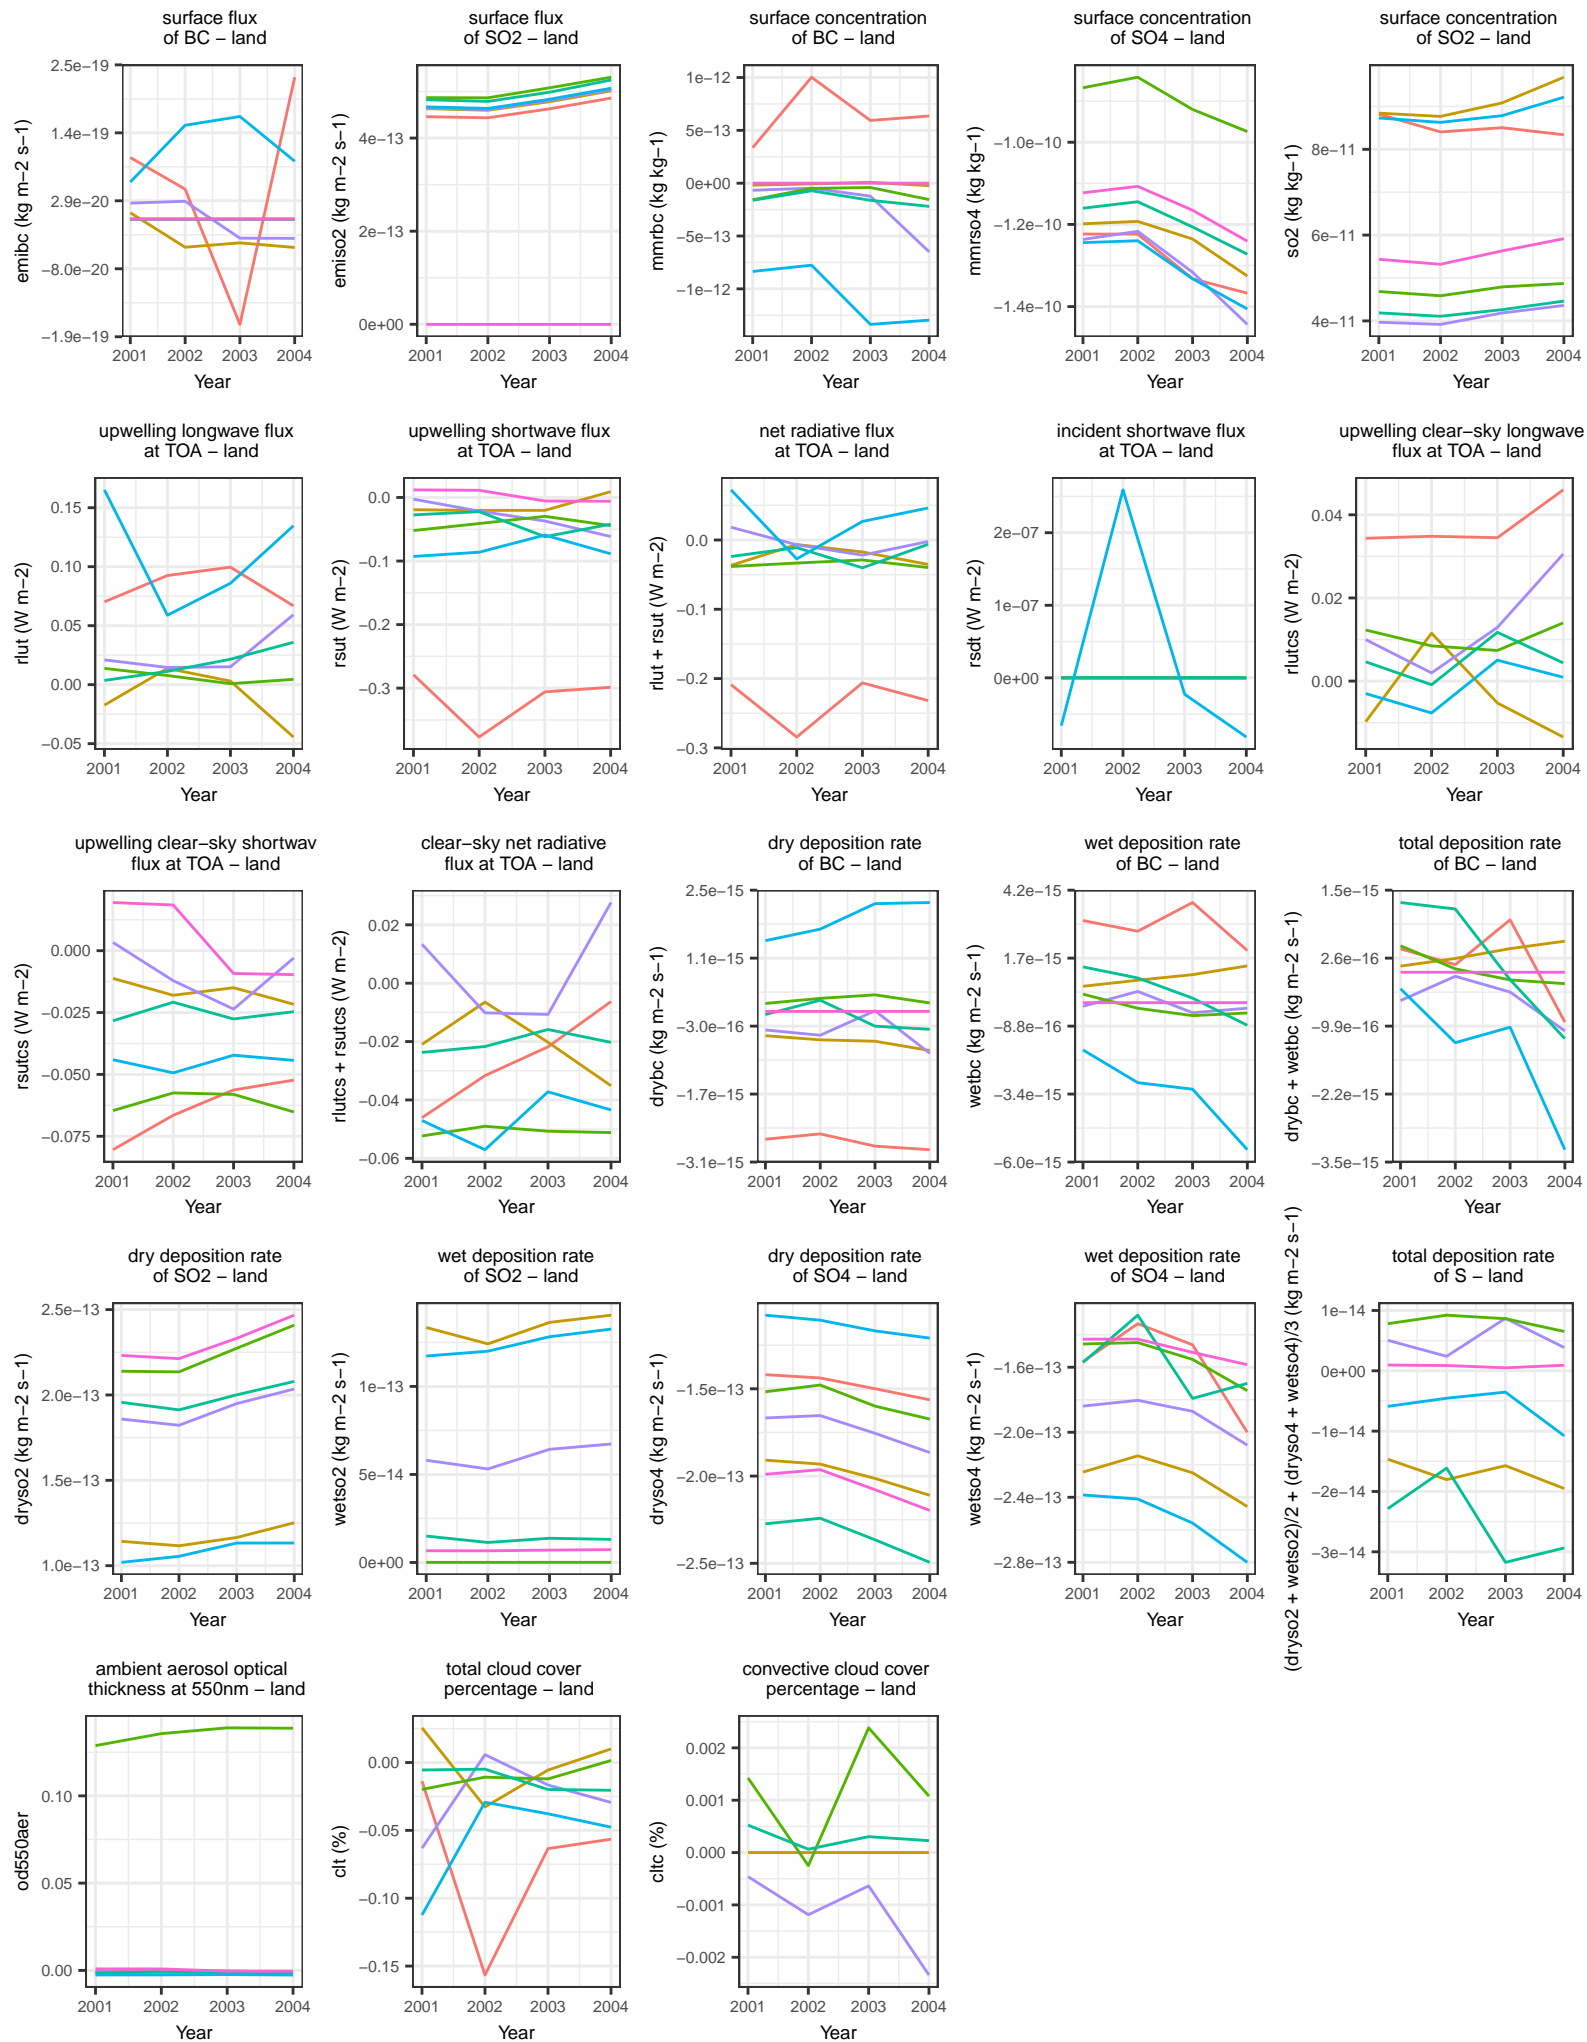 surface flux
of BC − land
emibc (kg m−2 s−1)
2.5e−19
1.4e−19
2.9e−20
−8.0e−20
−1.9e−19
2001 2002 2003 2004
Year
surface flux
of SO2 − land
emiso2 (kg m−2 s−1)
4e−13
2e−13
0e+00
2001 2002 2003 2004
Year
surface concentration
of BC − land
mmrbc (kg kg−1)
1e−12
5e−13
0e+00
−5e−13
−1e−12
2001 2002 2003 2004
Year
surface concentration
of SO4 − land
mmrso4 (kg kg−1)
−1.0e−10
−1.2e−10
−1.4e−10
2001 2002 2003 2004
Year
surface concentration
of SO2 − land
so2 (kg kg−1)
8e−11
6e−11
4e−11
2001 2002 2003 2004
Year
upwelling longwave flux
at TOA − land
rlut (W m−2)
0.15
0.10
0.05
0.00
−0.05
2001 2002 2003 2004
Year
upwelling shortwave flux
at TOA − land
rsut (W m−2)
0.0
−0.1
−0.2
−0.3
2001 2002 2003 2004
Year
net radiative flux
at TOA − land
rlut + rsut (W m−2)
0.0
−0.1
−0.2
−0.3
2001 2002 2003 2004
Year
incident shortwave flux
at TOA − land
rsdt (W m−2)
2e−07
1e−07
0e+00
2001 2002 2003 2004
Year
upwelling clear−sky longwave
flux at TOA − land
rlutcs (W m−2)
0.04
0.02
0.00
2001 2002 2003 2004
Year
upwelling clear−sky shortwav
flux at TOA − land
rsutcs (W m−2)
0.000
−0.025
−0.050
−0.075
2001 2002 2003 2004
Year
clear−sky net radiative
flux at TOA − land
rlutcs + rsutcs (W m−2)
0.02
0.00
−0.02
−0.04
−0.06
2001 2002 2003 2004
Year
dry deposition rate
of BC − land
drybc (kg m−2 s−1)
2.5e−15
1.1e−15
−3.0e−16
−1.7e−15
−3.1e−15
2001 2002 2003 2004
Year
wet deposition rate
of BC − land
wetbc (kg m−2 s−1)
4.2e−15
1.7e−15
−8.8e−16
−3.4e−15
−6.0e−15
2001 2002 2003 2004
Year
total deposition rate
of BC − land
drybc + wetbc (kg m−2 s−1)
1.5e−15
2.6e−16
−9.9e−16
−2.2e−15
−3.5e−15
2001 2002 2003 2004
Year
dry deposition rate
of SO2 − land
dryso2 (kg m−2 s−1)
2.5e−13
2.0e−13
1.5e−13
1.0e−13
2001 2002 2003 2004
Year
wet deposition rate
of SO2 − land
wetso2 (kg m−2 s−1)
1e−13
5e−14
0e+00
2001 2002 2003 2004
Year
dry deposition rate
of SO4 − land
dryso4 (kg m−2 s−1)
−1.5e−13
−2.0e−13
−2.5e−13
2001 2002 2003 2004
Year
wet deposition rate
of SO4 − land
wetso4 (kg m−2 s−1)
−1.6e−13
−2.0e−13
−2.4e−13
−2.8e−13
2001 2002 2003 2004
Year
total deposition rate
of S − land
(dryso2 + wetso2)/2 + (dryso4 + wetso4)/3 (kg m−2 s−1)
1e−14
0e+00
−1e−14
−2e−14
−3e−14
2001 2002 2003 2004
Year
ambient aerosol optical
thickness at 550nm − land
od550aer
0.10
0.05
0.00
2001 2002 2003 2004
Year
total cloud cover
percentage − land
clt (%)
0.00
−0.05
−0.10
−0.15
2001 2002 2003 2004
Year
convective cloud cover
percentage − land
cltc (%)
0.002
0.001
0.000
−0.001
−0.002
2001 2002 2003 2004
Year